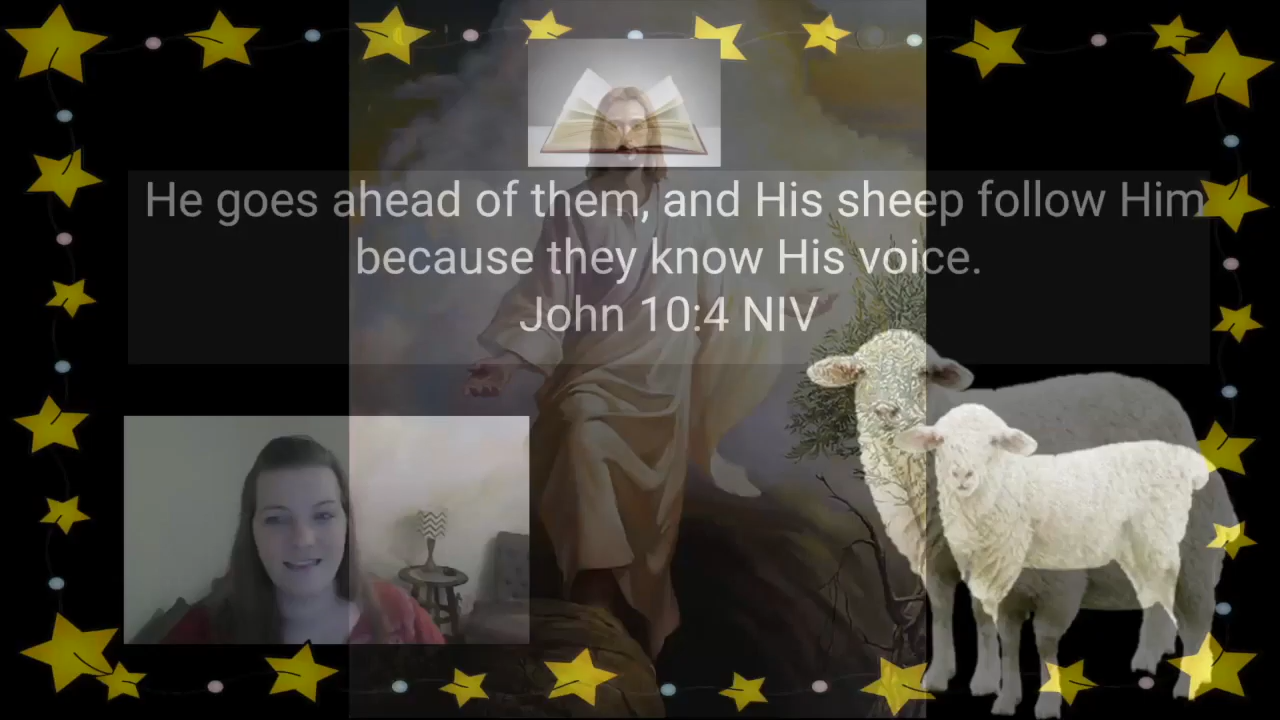 He goes ahead of them, and His sheep follow Him
because they know His voice.
John 10:4 NIV